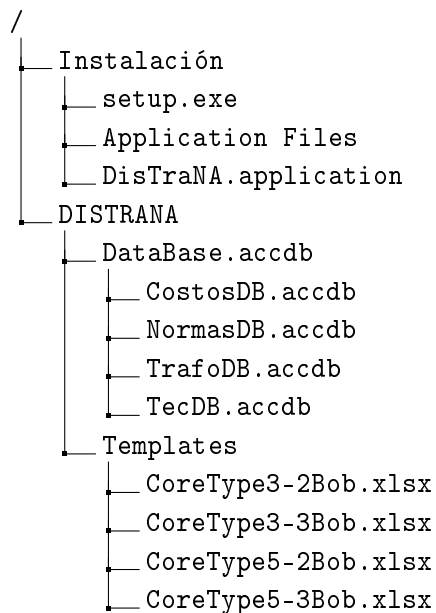 /
Instalación
setup.exe
Application Files
DisTraNA.application
DISTRANA
DataBase.accdb
CostosDB.accdb
NormasDB.accdb
TrafoDB.accdb
TecDB.accdb
Templates
CoreType3-2Bob.xlsx
CoreType3-3Bob.xlsx
CoreType5-2Bob.xlsx
CoreType5-3Bob.xlsx